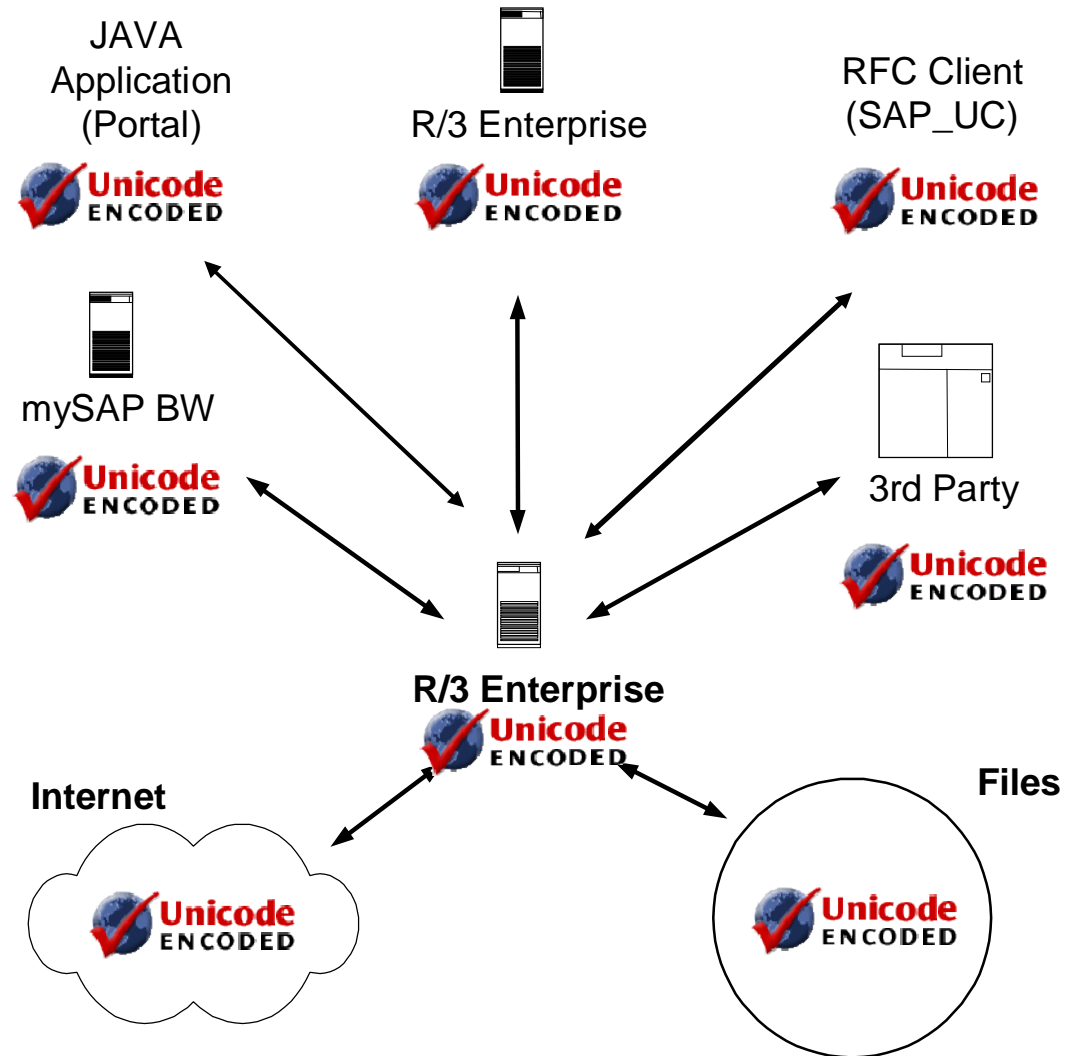 JAVA
Application
(Portal)
Unicode
ENCODED
R/3 Enterprise
Unicode
ENCODED
RFC Client
(SAP_UC)
Unicode
ENCODED
mySAP BW
Unicode
ENCODED
3rd Party
Unicode
ENCODED
R/3 Enterprise
Unicode
ENCODED
Internet
Unicode
ENCODED
Files
Unicode
ENCODED